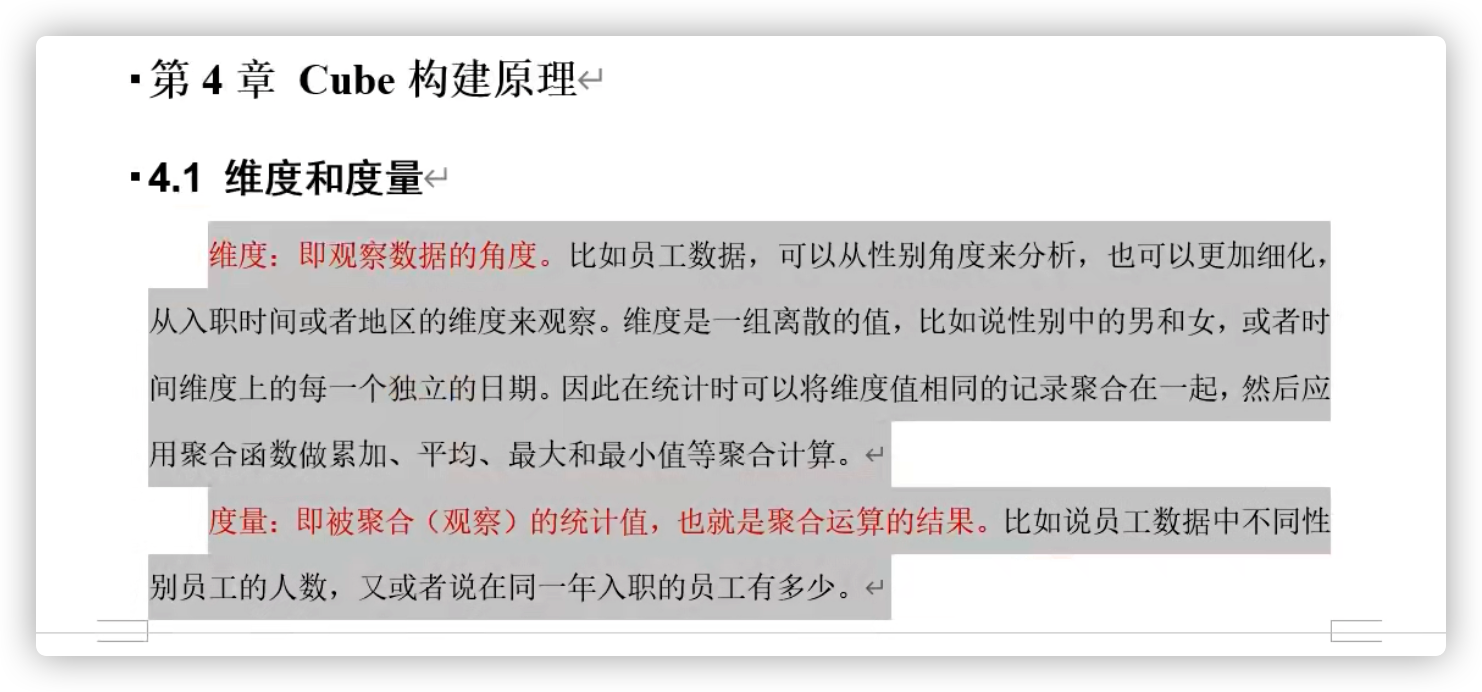 第 4 章 Cube 构建原理
4.1 维度和度量
维度：即观察数据的角度。比如员工数据，可以从性别角度来分析，也可以更加细化，
从入职时间或者地区的维度来观察。维度是一组离散的值，比如说性别中的男和女，或者时
间维度上的每一个独立的日期。因此在统计时可以将维度值相同的记录聚合在一起，然后应
用聚合函数做累加、平均、最大和最小值等聚合计算。
度量：即被聚合（观察）的统计值，也就是聚合运算的结果。比如说员工数据中不同性
别员工的人数，又或者说在同一年入职的员工有多少。